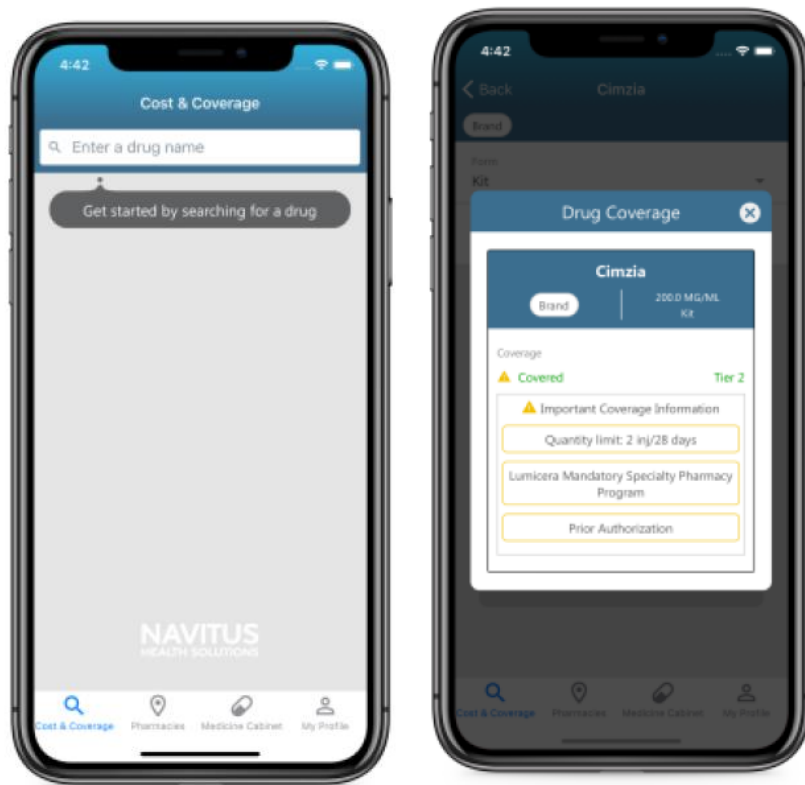 4:42
Cost & Coverage
Enter a drug name
Get started by searching for a drug
NAVITUS
HEALTH SOLUTIONS
Cost & Coverage
Pharmacies
Medicine Cabinet
My Profile
4:42
Back
Cimzia
Brand
Form
Kit
Drug Coverage
Cimzia
Brand
200.0 MG/ML
Kit
Coverage
Covered
Tier 2
Important Coverage Information
Quantity limit: 2 inj/28 days
Lumicera Mandatory Specialty Pharmacy
Program
Prior Authorization
Cost & Coverage
Pharmacies
Medicine Cabinet
My Profile